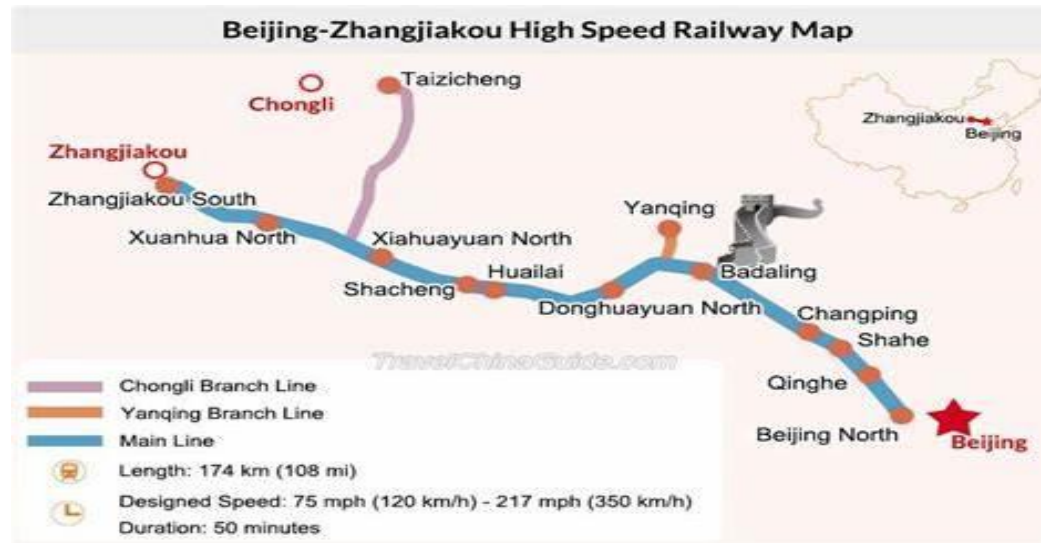 Beijing-Zhangjiakou High Speed Railway Map
Taizicheng
Chongli
Zhangjiakou
Beijing
Zhangjiakou
Zhangjiakou South
Yanqing
Xuanhua North
Xiahuayuan North
Huailai
Badaling
Shacheng
Donghuayuan North
Changping
Shahe
TravelChinaGuide.com
Qinghe
Chongli Branch Line
Yanqing Branch Line
Main Line
Beijing North
Beijing
Length: 174 km (108 mi)
Designed Speed: 75 mph (120 km/h) - 217 mph (350 km/h)
Duration: 50 minutes